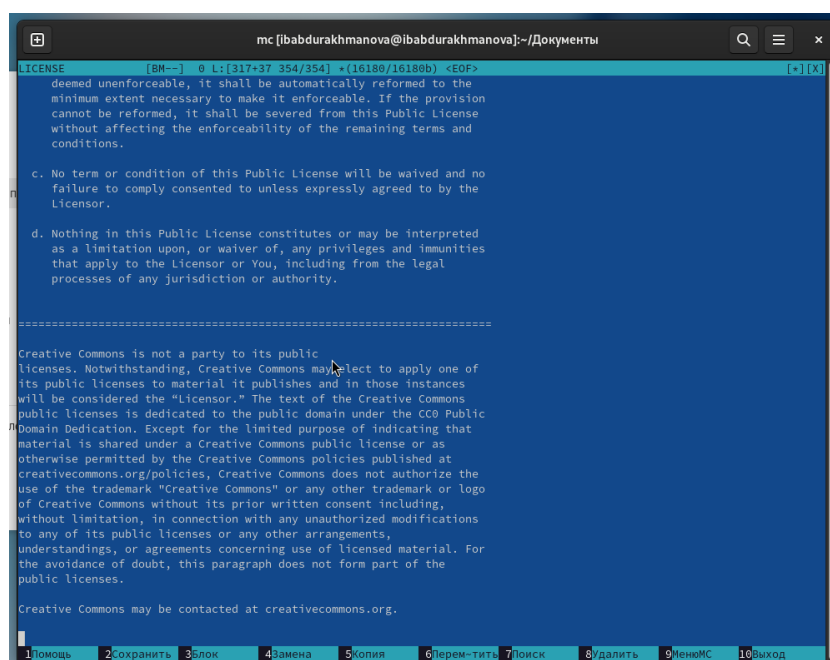 mc [ibabdurakhmanova@ibabdurakhmanova]:~/Документы
LICENSE [BM--] 0 L:[317+37 354/354] *(16180/16180b) <EOF> [*][X]
deemed unenforceable, it shall be automatically reformed to the
minimum extent necessary to make it enforceable. If the provision
cannot be reformed, it shall be severed from this Public License
without affecting the enforceability of the remaining terms and
conditions.
c. No term or condition of this Public License will be waived and no
failure to comply consented to unless expressly agreed to by the
Licensor.
d. Nothing in this Public License constitutes or may be interpreted
as a limitation upon, or waiver of, any privileges and immunities
that apply to the Licensor or You, including from the legal
processes of any jurisdiction or authority.
=======================================================================
Creative Commons is not a party to its public
licenses. Notwithstanding, Creative Commons may elect to apply one of
its public licenses to material it publishes and in those instances
will be considered the “Licensor.” The text of the Creative Commons
public licenses is dedicated to the public domain under the CC0 Public
Domain Dedication. Except for the limited purpose of indicating that
material is shared under a Creative Commons public license or as
otherwise permitted by the Creative Commons policies published at
creativecommons.org/policies, Creative Commons does not authorize the
use of the trademark "Creative Commons" or any other trademark or logo
of Creative Commons without its prior written consent including,
without limitation, in connection with any unauthorized modifications
to any of its public licenses or any other arrangements,
understandings, or agreements concerning use of licensed material. For
the avoidance of doubt, this paragraph does not form part of the
public licenses.
Creative Commons may be contacted at creativecommons.org.
1Помощь 2Сохранить 3Блок 4Замена 5Копия 6Перем~тить 7Поиск 8Удалить 9МенюMC 10Выход